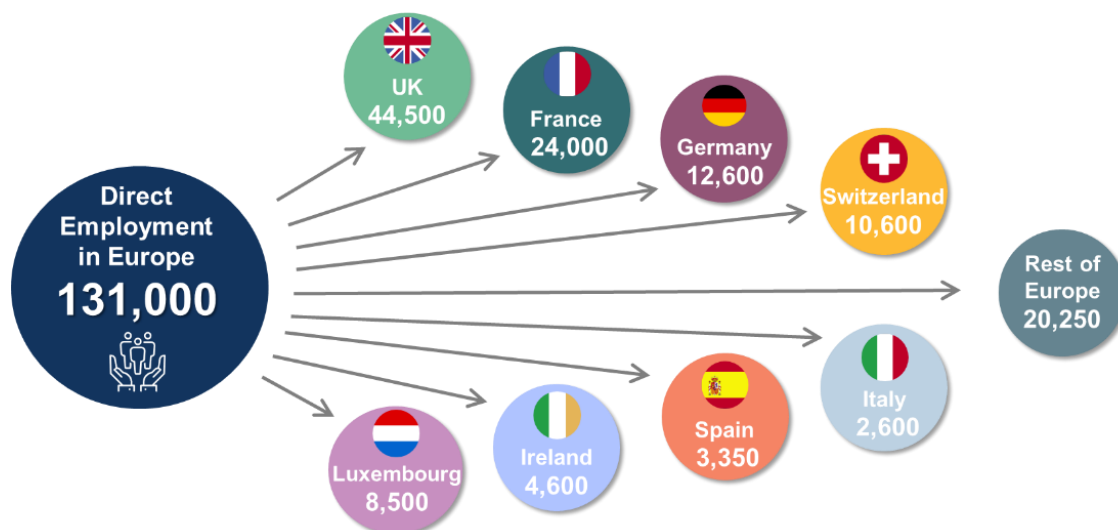 Direct
Employment
in Europe
131,000
UK
44,500
France
24,000
Germany
12,600
Switzerland
10,600
Rest of
Europe
20,250
Italy
2,600
Spain
3,350
Ireland
4,600
Luxembourg
8,500